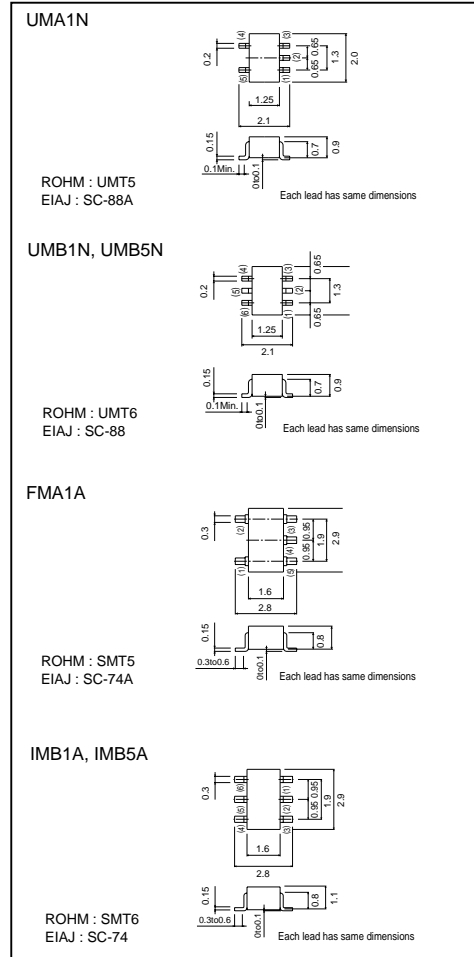 UMA1N
(4) (3)
0.2
(2)
0.65
0.65
1.3
2.0
(5) (1)
1.25
2.1
0.15
0.7
0.9
0.1Min.
0to0.1
Each lead has same dimensions
ROHM : UMT5
EIAJ : SC-88A
UMB1N, UMB5N
(4) (3)
0.65
0.2
(5) (2)
1.3
(6) (1)
0.65
1.25
2.1
0.15
0.7
0.9
0.1Min.
0to0.1
Each lead has same dimensions
ROHM : UMT6
EIAJ : SC-88
FMA1A
0.3
(2) (3)
0.95
0.95
1.9
2.9
(4)
(1) (5)
1.6
2.8
0.15
0.8
0.3to0.6
0to0.1
Each lead has same dimensions
ROHM : SMT5
EIAJ : SC-74A
IMB1A, IMB5A
0.3
(6) (1)
0.95
0.95
1.9
2.9
(5) (2)
(4) (3)
1.6
2.8
0.15
0.8
1.1
0.3to0.6
0to0.1
Each lead has same dimensions
ROHM : SMT6
EIAJ : SC-74